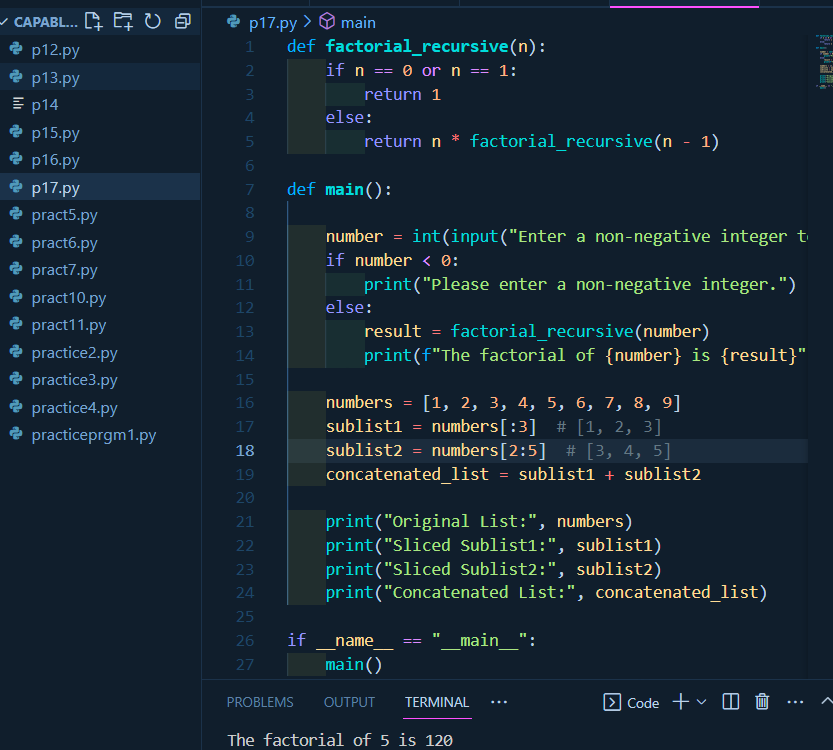 CAPABL...
p12.py
p13.py
p14
p15.py
p16.py
p17.py
pract5.py
pract6.py
pract7.py
pract10.py
pract11.py
practice2.py
practice3.py
practice4.py
practiceprgm1.py
p17.py > main
1 def factorial_recursive(n):
2     if n == 0 or n == 1:
3         return 1
4     else:
5         return n * factorial_recursive(n - 1)
6
7 def main():
8
9     number = int(input("Enter a non-negative integer t
10     if number < 0:
11         print("Please enter a non-negative integer.")
12     else:
13         result = factorial_recursive(number)
14         print(f"The factorial of {number} is {result}"
15
16     numbers = [1, 2, 3, 4, 5, 6, 7, 8, 9]
17     sublist1 = numbers[:3]  # [1, 2, 3]
18     sublist2 = numbers[2:5]  # [3, 4, 5]
19     concatenated_list = sublist1 + sublist2
20
21     print("Original List:", numbers)
22     print("Sliced Sublist1:", sublist1)
23     print("Sliced Sublist2:", sublist2)
24     print("Concatenated List:", concatenated_list)
25
26 if __name__ == "__main__":
27     main()
PROBLEMS OUTPUT TERMINAL ··· Code
The factorial of 5 is 120